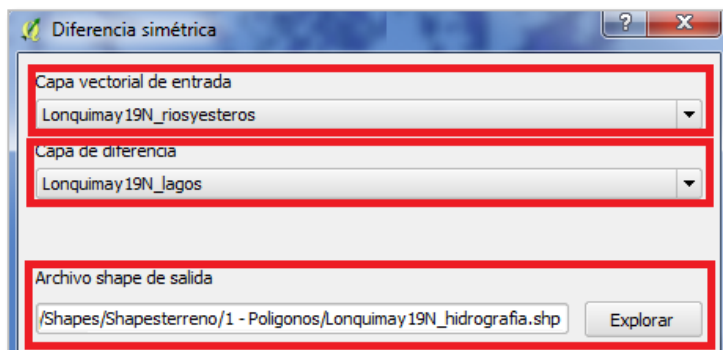 Diferencia simétrica
? X
Capa vectorial de entrada
Lonquimay19N_riosyesteros
Capa de diferencia
Lonquimay19N_lagos
Archivo shape de salida
/Shapes/Shapesterreno/1 - Poligonos/Lonquimay19N_hidrografia.shp Explorar